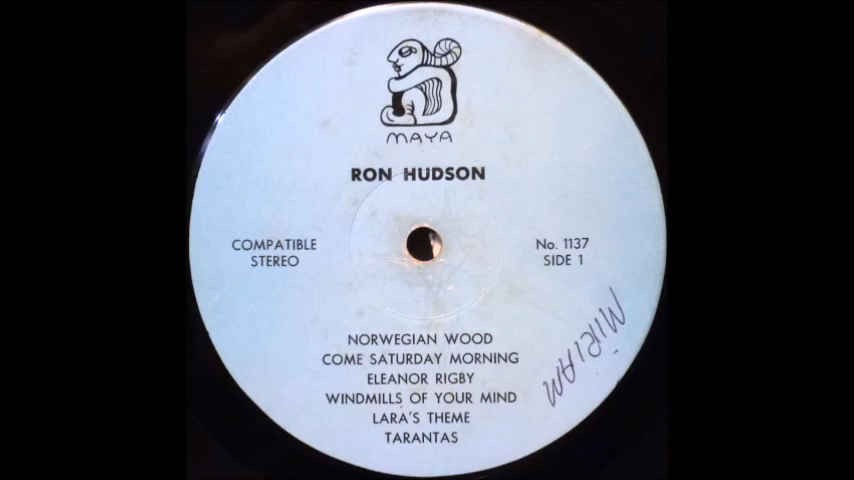 MAYA
RON HUDSON
COMPATIBLE
STEREO
No. 1137
SIDE 1
NORWEGIAN WOOD
COME SATURDAY MORNING
ELEANOR RIGBY
WINDMILLS OF YOUR MIND
LARA'S THEME
TARANTAS
MIRIAM